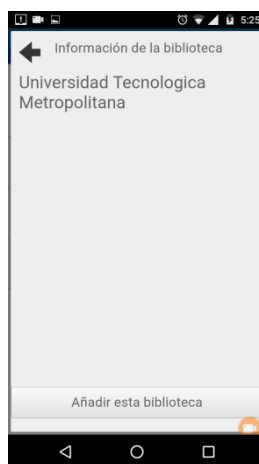 5:25
Información de la biblioteca
Universidad Tecnologica
Metropolitana
Añadir esta biblioteca